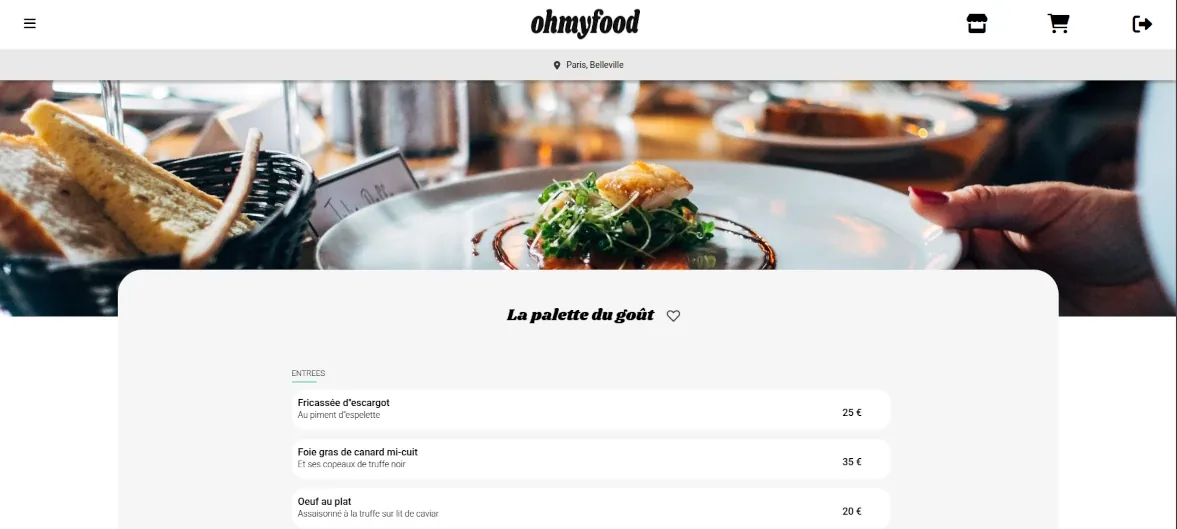 ohmyfood
Paris, Belleville
La palette du goût
ENTREES
Fricassée d"escargot
Au piment d"espelette
25 €
Foie gras de canard mi-cuit
Et ses copeaux de truffe noir
35 €
Oeuf au plat
Assaisonné à la truffe sur lit de caviar
20 €